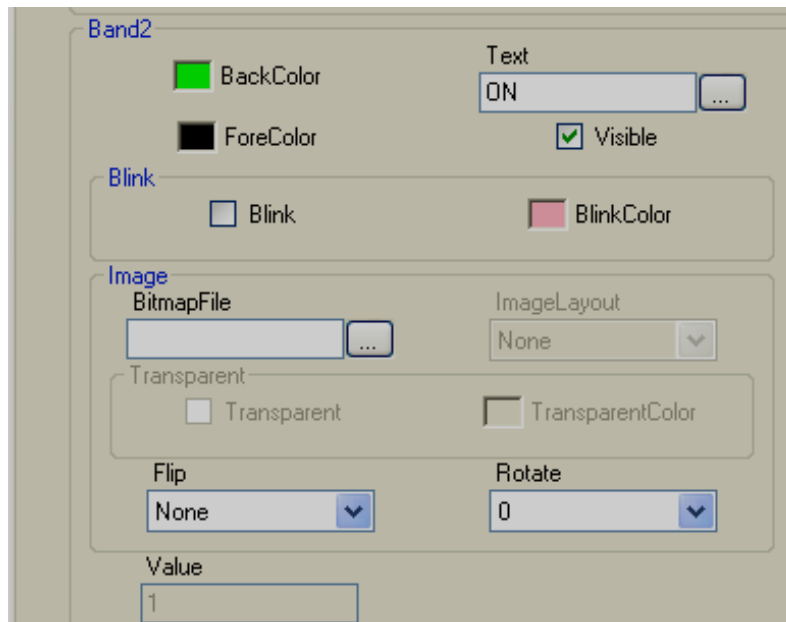 Band2
BackColor
Text
ON
...
ForeColor
Visible
Blink
Blink
BlinkColor
Image
BitmapFile
ImageLayout
...
None
Transparent
Transparent
TransparentColor
Flip
Rotate
None
0
Value
1